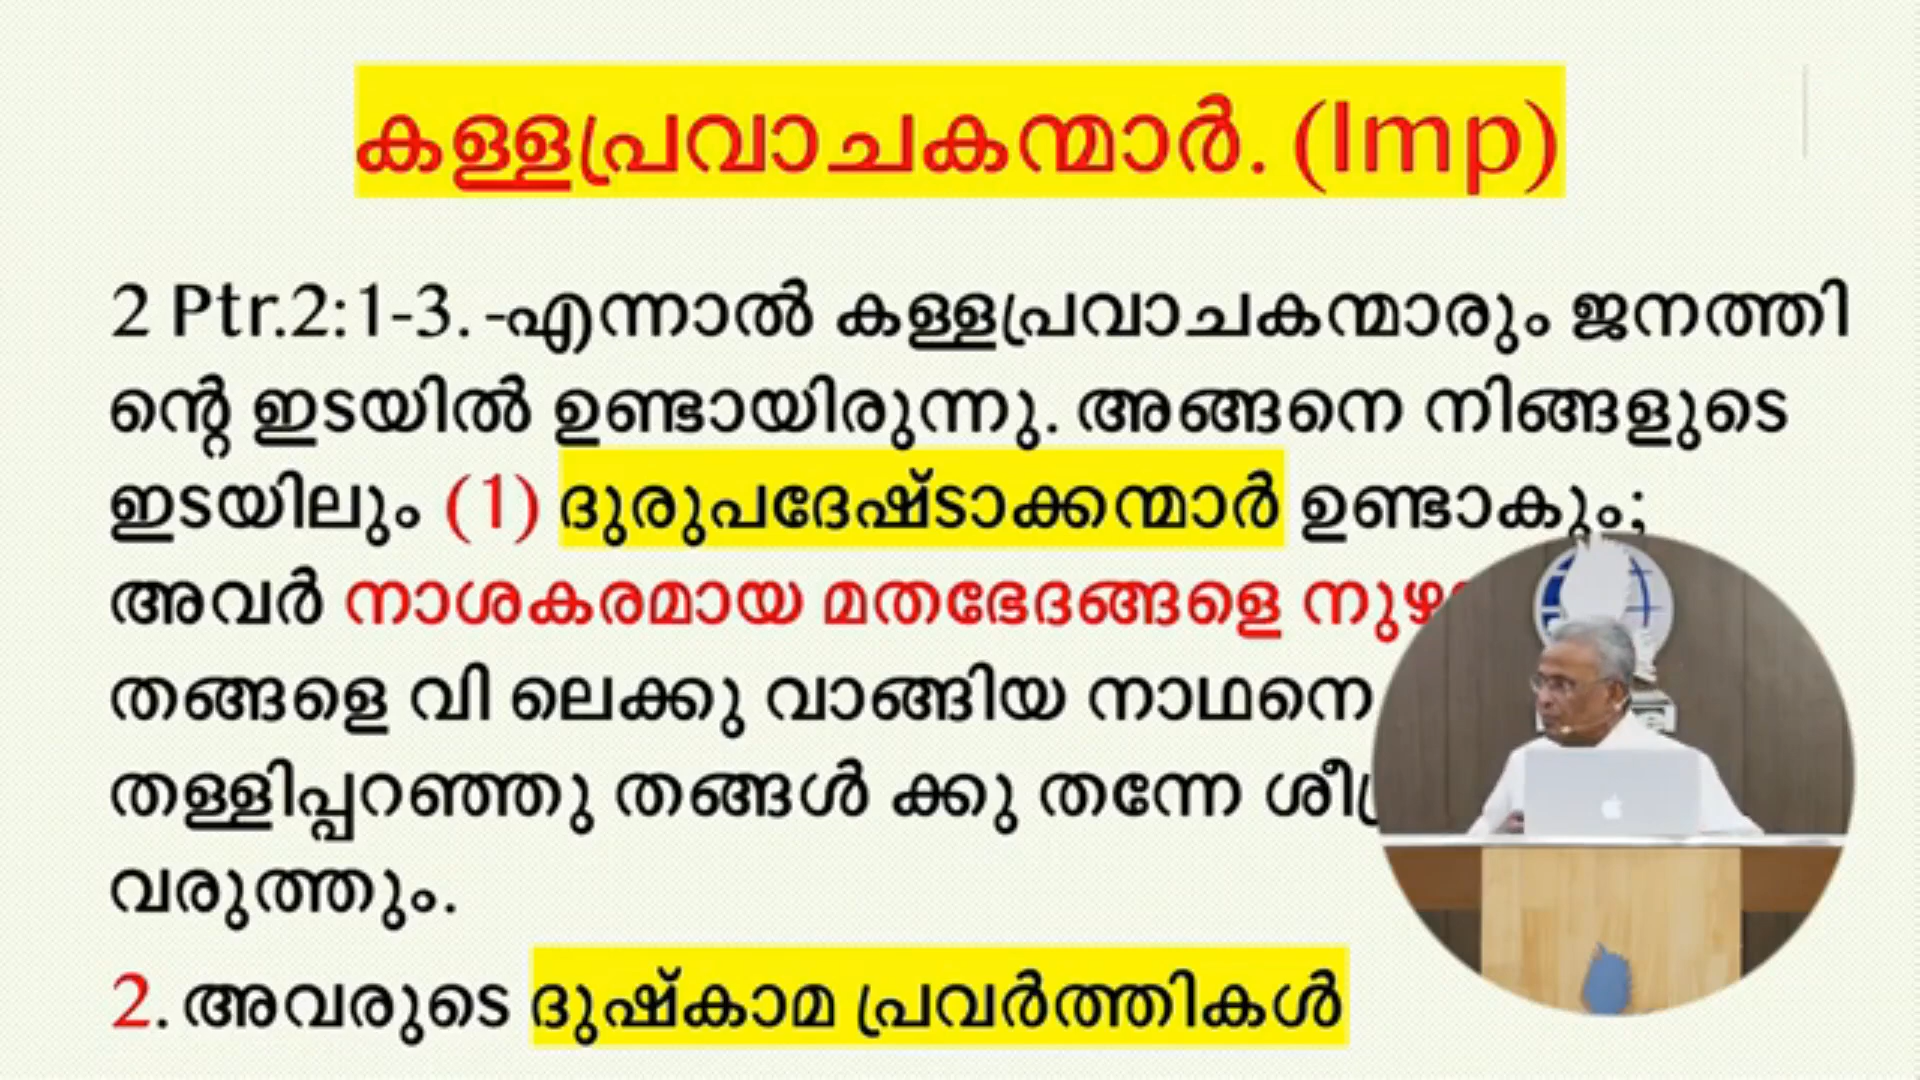 കള്ളപ്രവാചകന്മാർ. (Imp)
2 Ptr.2:1-3. -എന്നാൽ കള്ളപ്രവാചകന്മാരും ജനത്തി
ന്റെ ഇടയിൽ ഉണ്ടായിരുന്നു. അങ്ങനെ നിങ്ങളുടെ
ഇടയിലും (1) ദുരുപദേഷ്ടാക്കന്മാർ ഉണ്ടാകും;
അവർ നാശകരമായ മതഭേദങ്ങളെ
തങ്ങളെ വി ലെക്കു വാങ്ങിയ നാഥനെ
തള്ളിപ്പറഞ്ഞു തങ്ങൾ ക്കു തന്നേ
വരുത്തും.
2. അവരുടെ ദുഷ്കാമ പ്രവർത്തികൾ